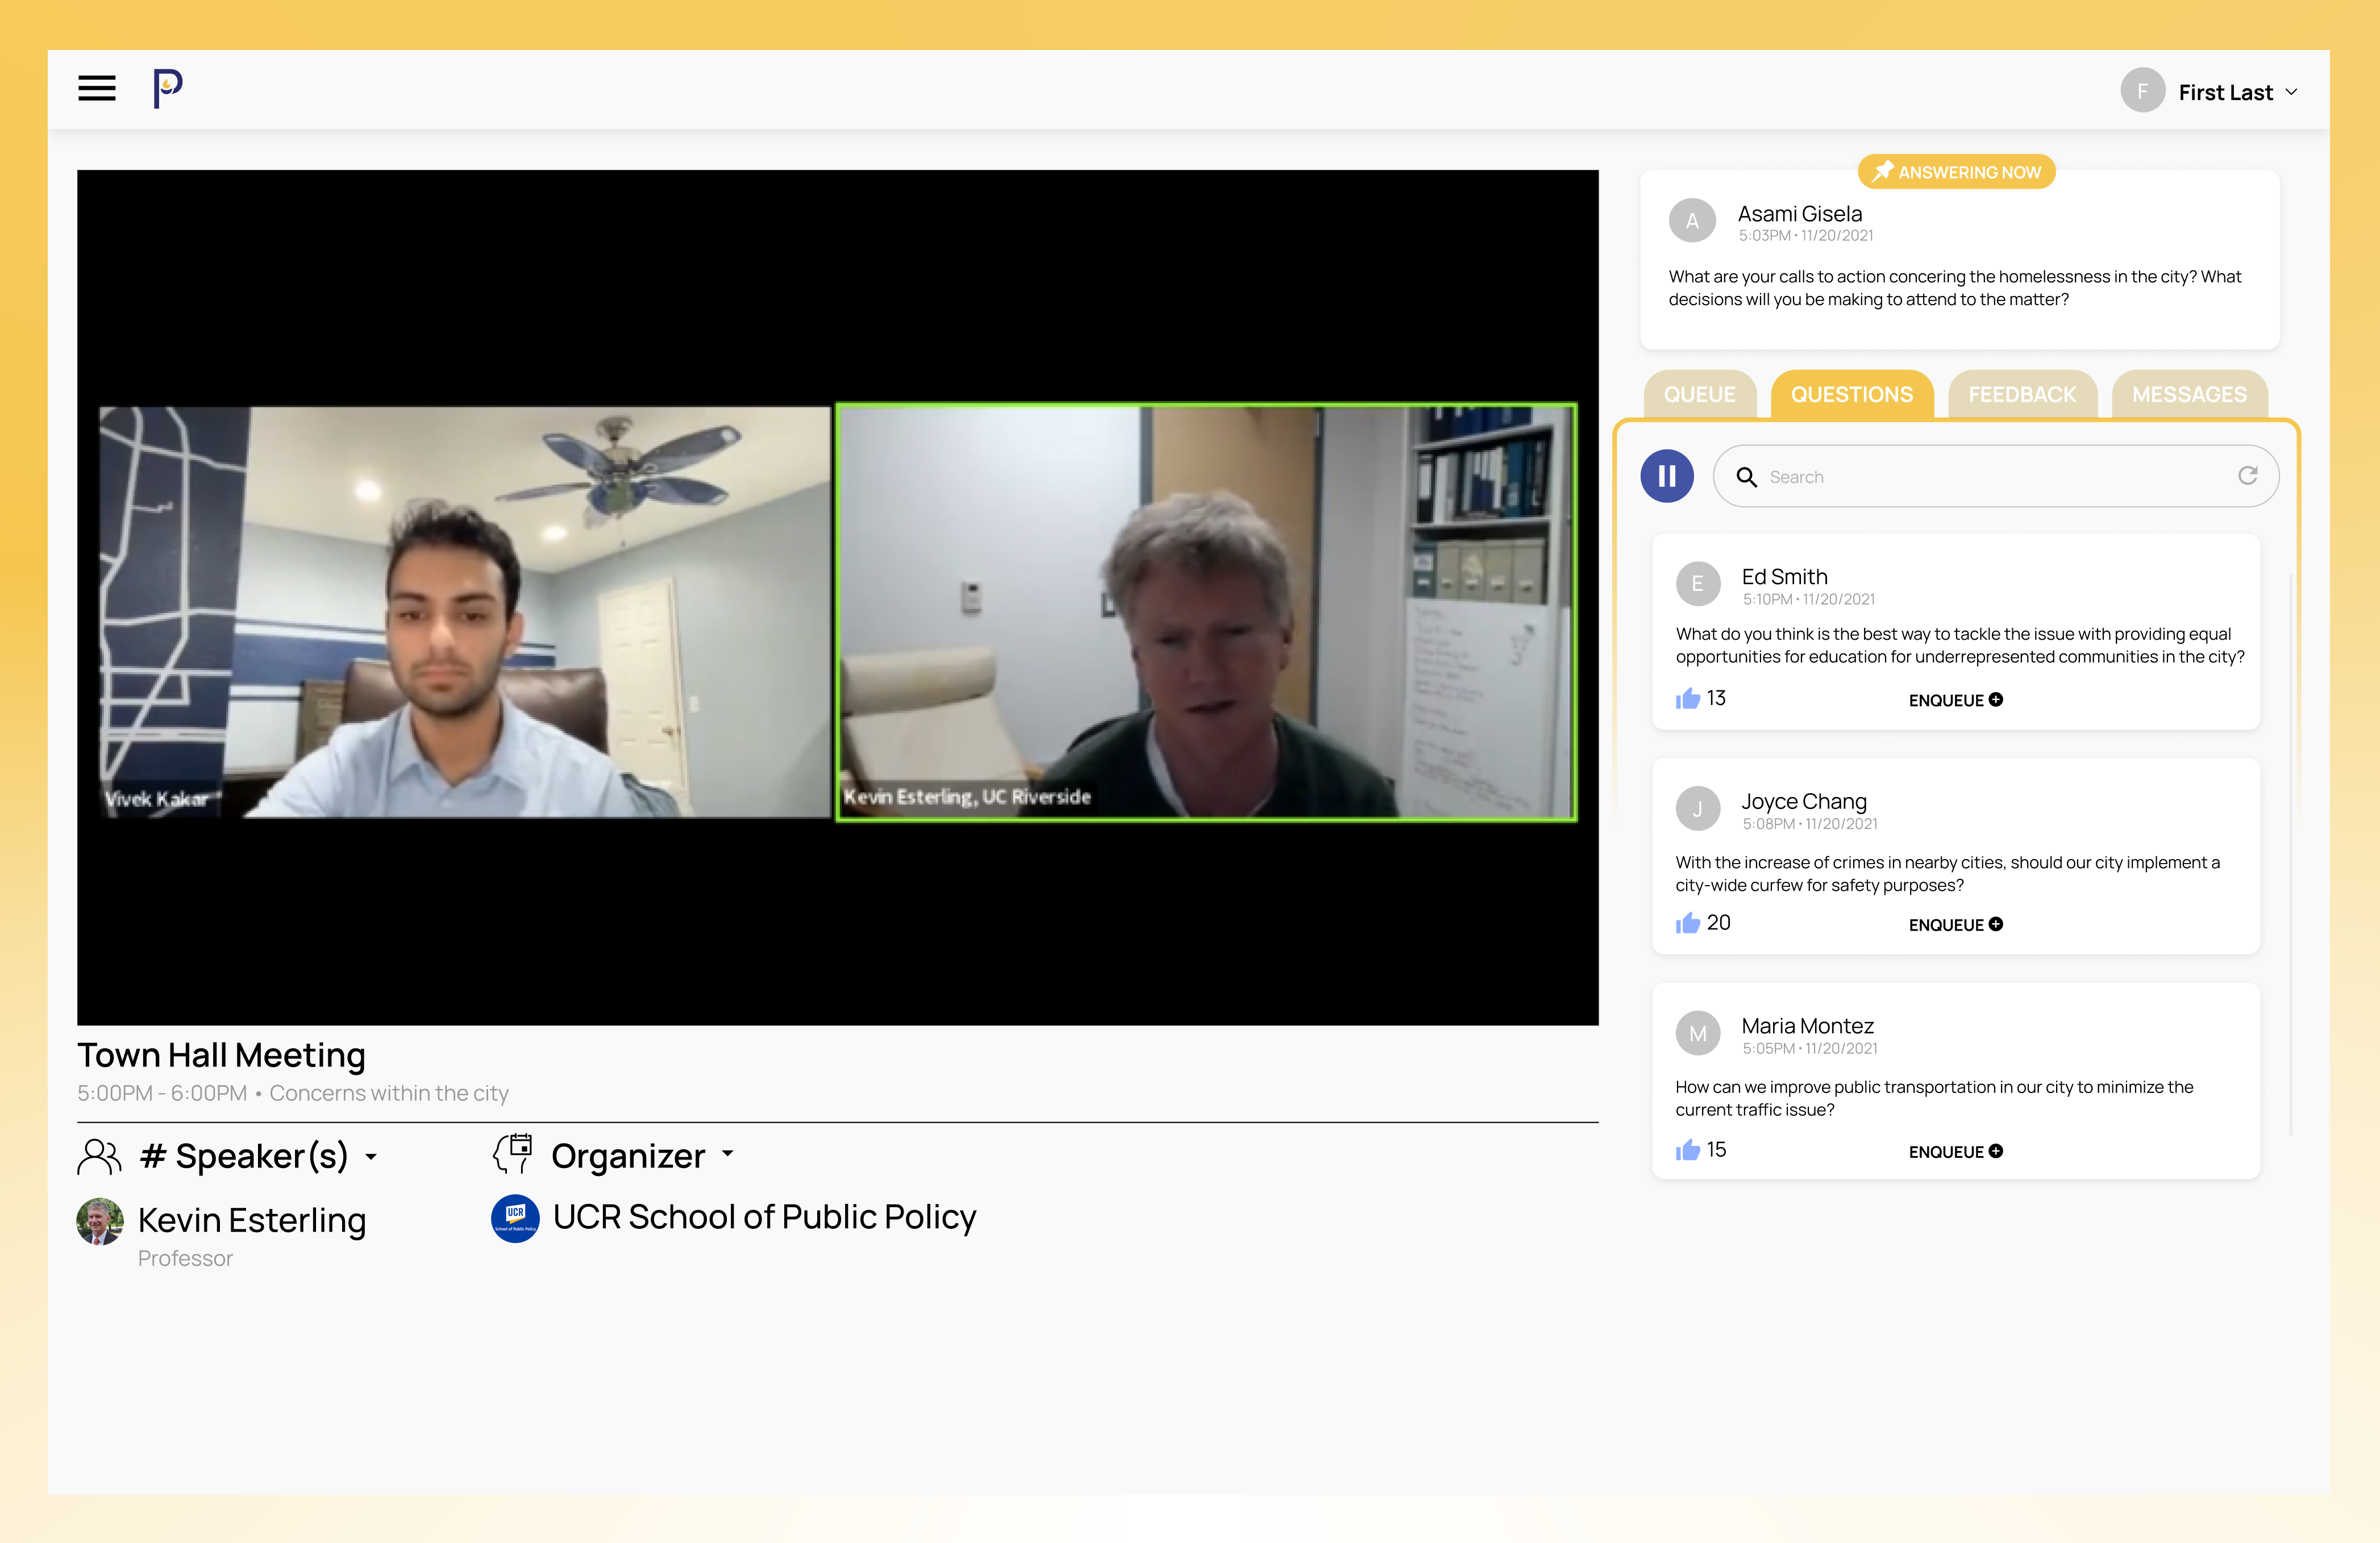 P
F
First Last
Vivek Kakar
Kevin Esterling, UC Riverside
Town Hall Meeting
5:00PM - 6:00PM • Concerns within the city
# Speaker(s)
Organizer
Kevin Esterling
Professor
UCR
School of Public Policy
UCR School of Public Policy
ANSWERING NOW
A
Asami Gisela
5:03PM • 11/20/2021
What are your calls to action concering the homelessness in the city? What
decisions will you be making to attend to the matter?
QUEUE
QUESTIONS
FEEDBACK
MESSAGES
Search
E
Ed Smith
5:10PM • 11/20/2021
What do you think is the best way to tackle the issue with providing equal
opportunities for education for underrepresented communities in the city?
13
ENQUEUE
J
Joyce Chang
5:08PM • 11/20/2021
With the increase of crimes in nearby cities, should our city implement a
city-wide curfew for safety purposes?
20
ENQUEUE
M
Maria Montez
5:05PM • 11/20/2021
How can we improve public transportation in our city to minimize the
current traffic issue?
15
ENQUEUE